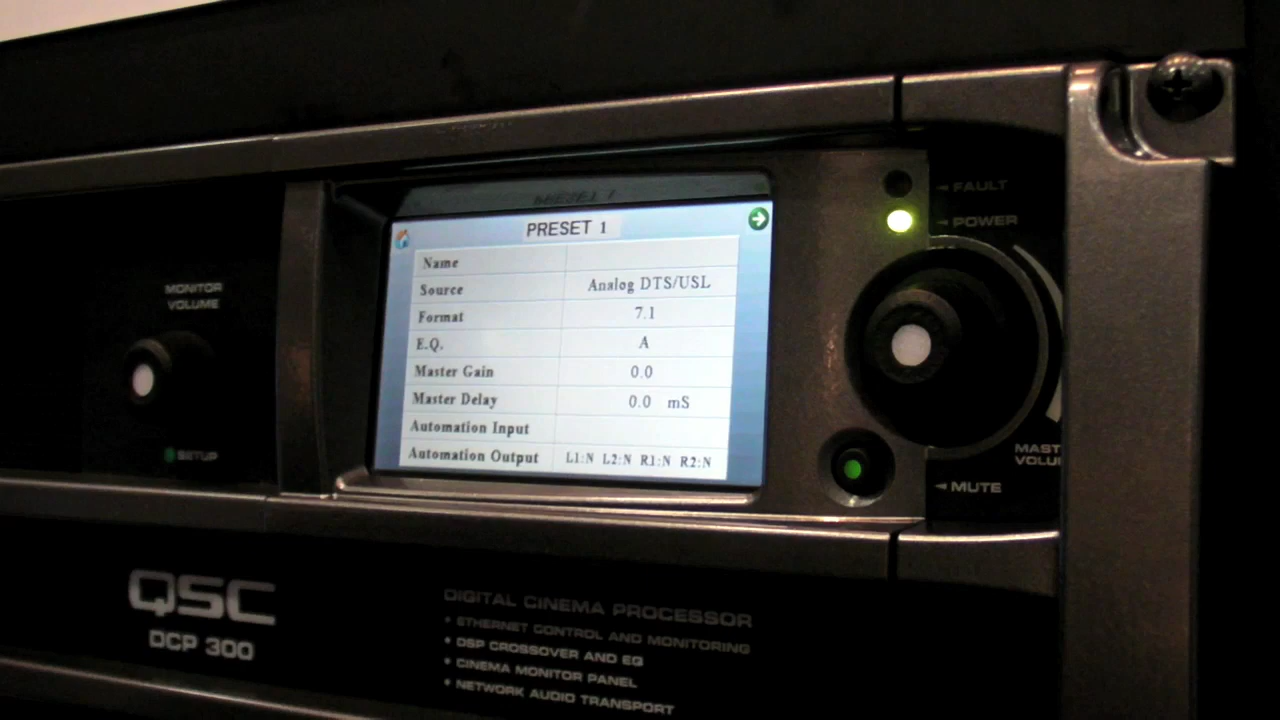 FAULT
POWER
PRESET 1
Name
Source Analog DTS/USL
Format 7.1
E.Q. A
Master Gain 0.0
Master Delay 0.0 mS
Automation Input
Automation Output L1:N L2:N R1:N R2:N
MONITOR
VOLUME
SETUP
MAST
VOLU
MUTE
QSC
DCP 300
DIGITAL CINEMA PROCESSOR
• ETHERNET CONTROL AND MONITORING
• DSP CROSSOVER AND EQ
• CINEMA MONITOR PANEL
• NETWORK AUDIO TRANSPORT